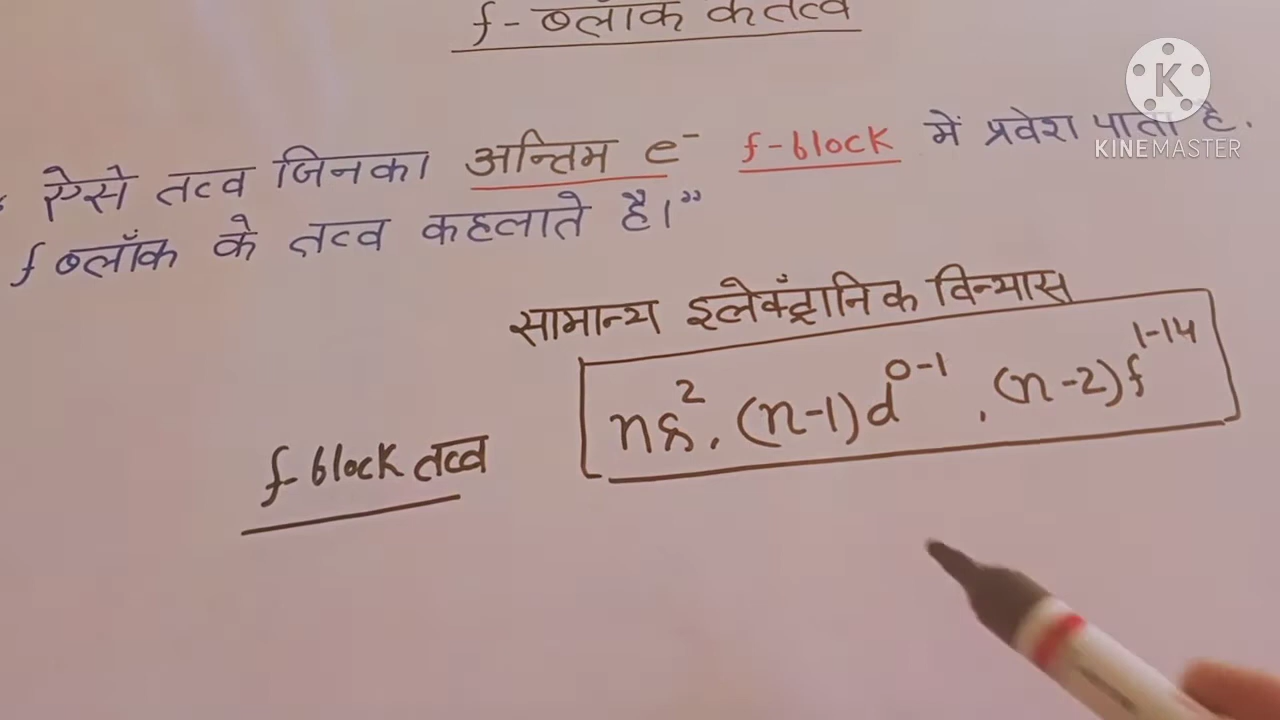 f- ब्लॉक के तत्व
ऐसे तत्व जिनका अन्तिम e⁻ f-block में प्रवेश पाता है.
f ब्लॉक के तत्व कहलाते है।”
सामान्य इलेक्ट्रॉनिक विन्यास
ns², (n-1)d⁰⁻¹, (n-2)f¹⁻¹⁴
f-block तत्व
K
KINEMASTER